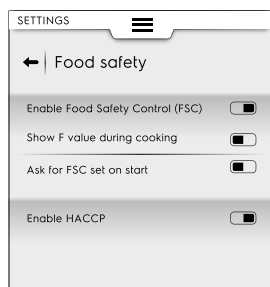 SETTINGS
Food safety
Enable Food Safety Control (FSC)
Show F value during cooking
Ask for FSC set on start
Enable HACCP